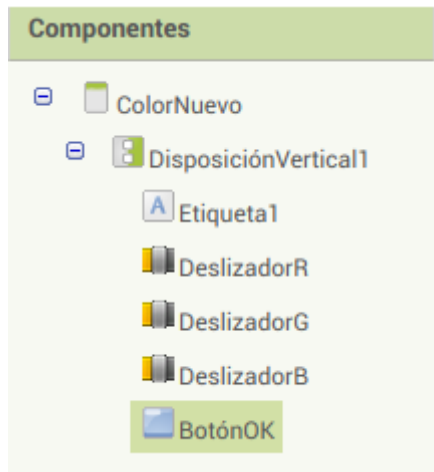 Componentes
ColorNuevo
DisposiciónVertical1
A Etiqueta1
DeslizadorR
DeslizadorG
DeslizadorB
BotónOK